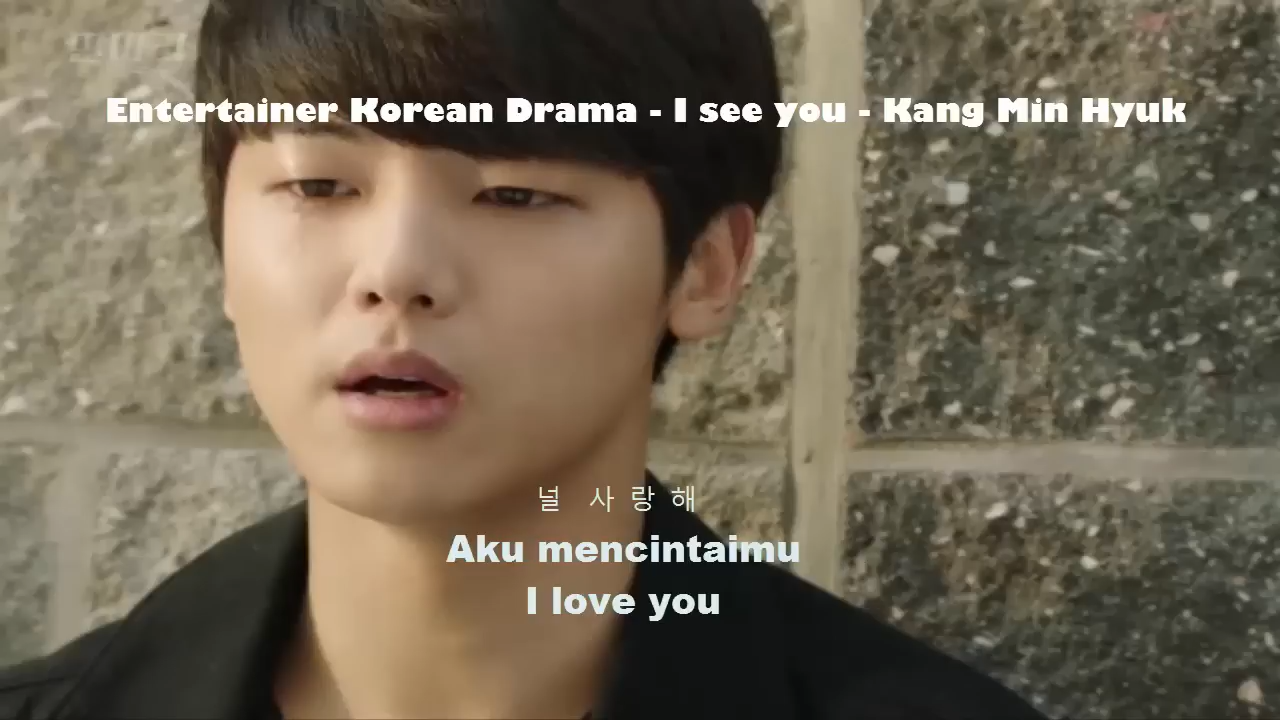 Entertainer Korean Drama - I see you - Kang Min Hyuk
널 사 랑 해
Aku mencintaimu
I love you